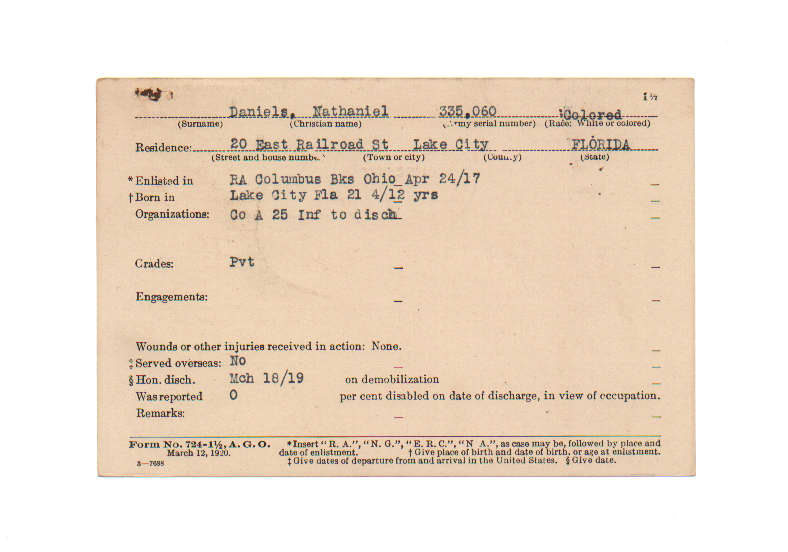 1 ½
Daniels, Nathaniel 335,060 Colored
(Surname) (Christian name) (Army serial number) (Race: White or colored)
Residence: 20 East Railroad St Lake City FLORIDA
(Street and house number) (Town or city) (County) (State)
*Enlisted in RA Columbus Bks Ohio Apr 24/17
†Born in Lake City Fla 21 4/12 yrs
Organizations: Co A 25 Inf to disch
Grades: Pvt
Engagements:
Wounds or other injuries received in action: None.
‡Served overseas: No
§Hon. disch. Mch 18/19 on demobilization
Was reported 0 per cent disabled on date of discharge, in view of occupation.
Remarks:
Form No. 724-1½, A. G. O. *Insert “R. A.”, “N. G.”, “E. R. C.”, “N A.”, as case may be, followed by place and
March 12, 1920. date of enlistment. †Give place of birth and date of birth, or age at enlistment.
3—7688 ‡Give dates of departure from and arrival in the United States. §Give date.